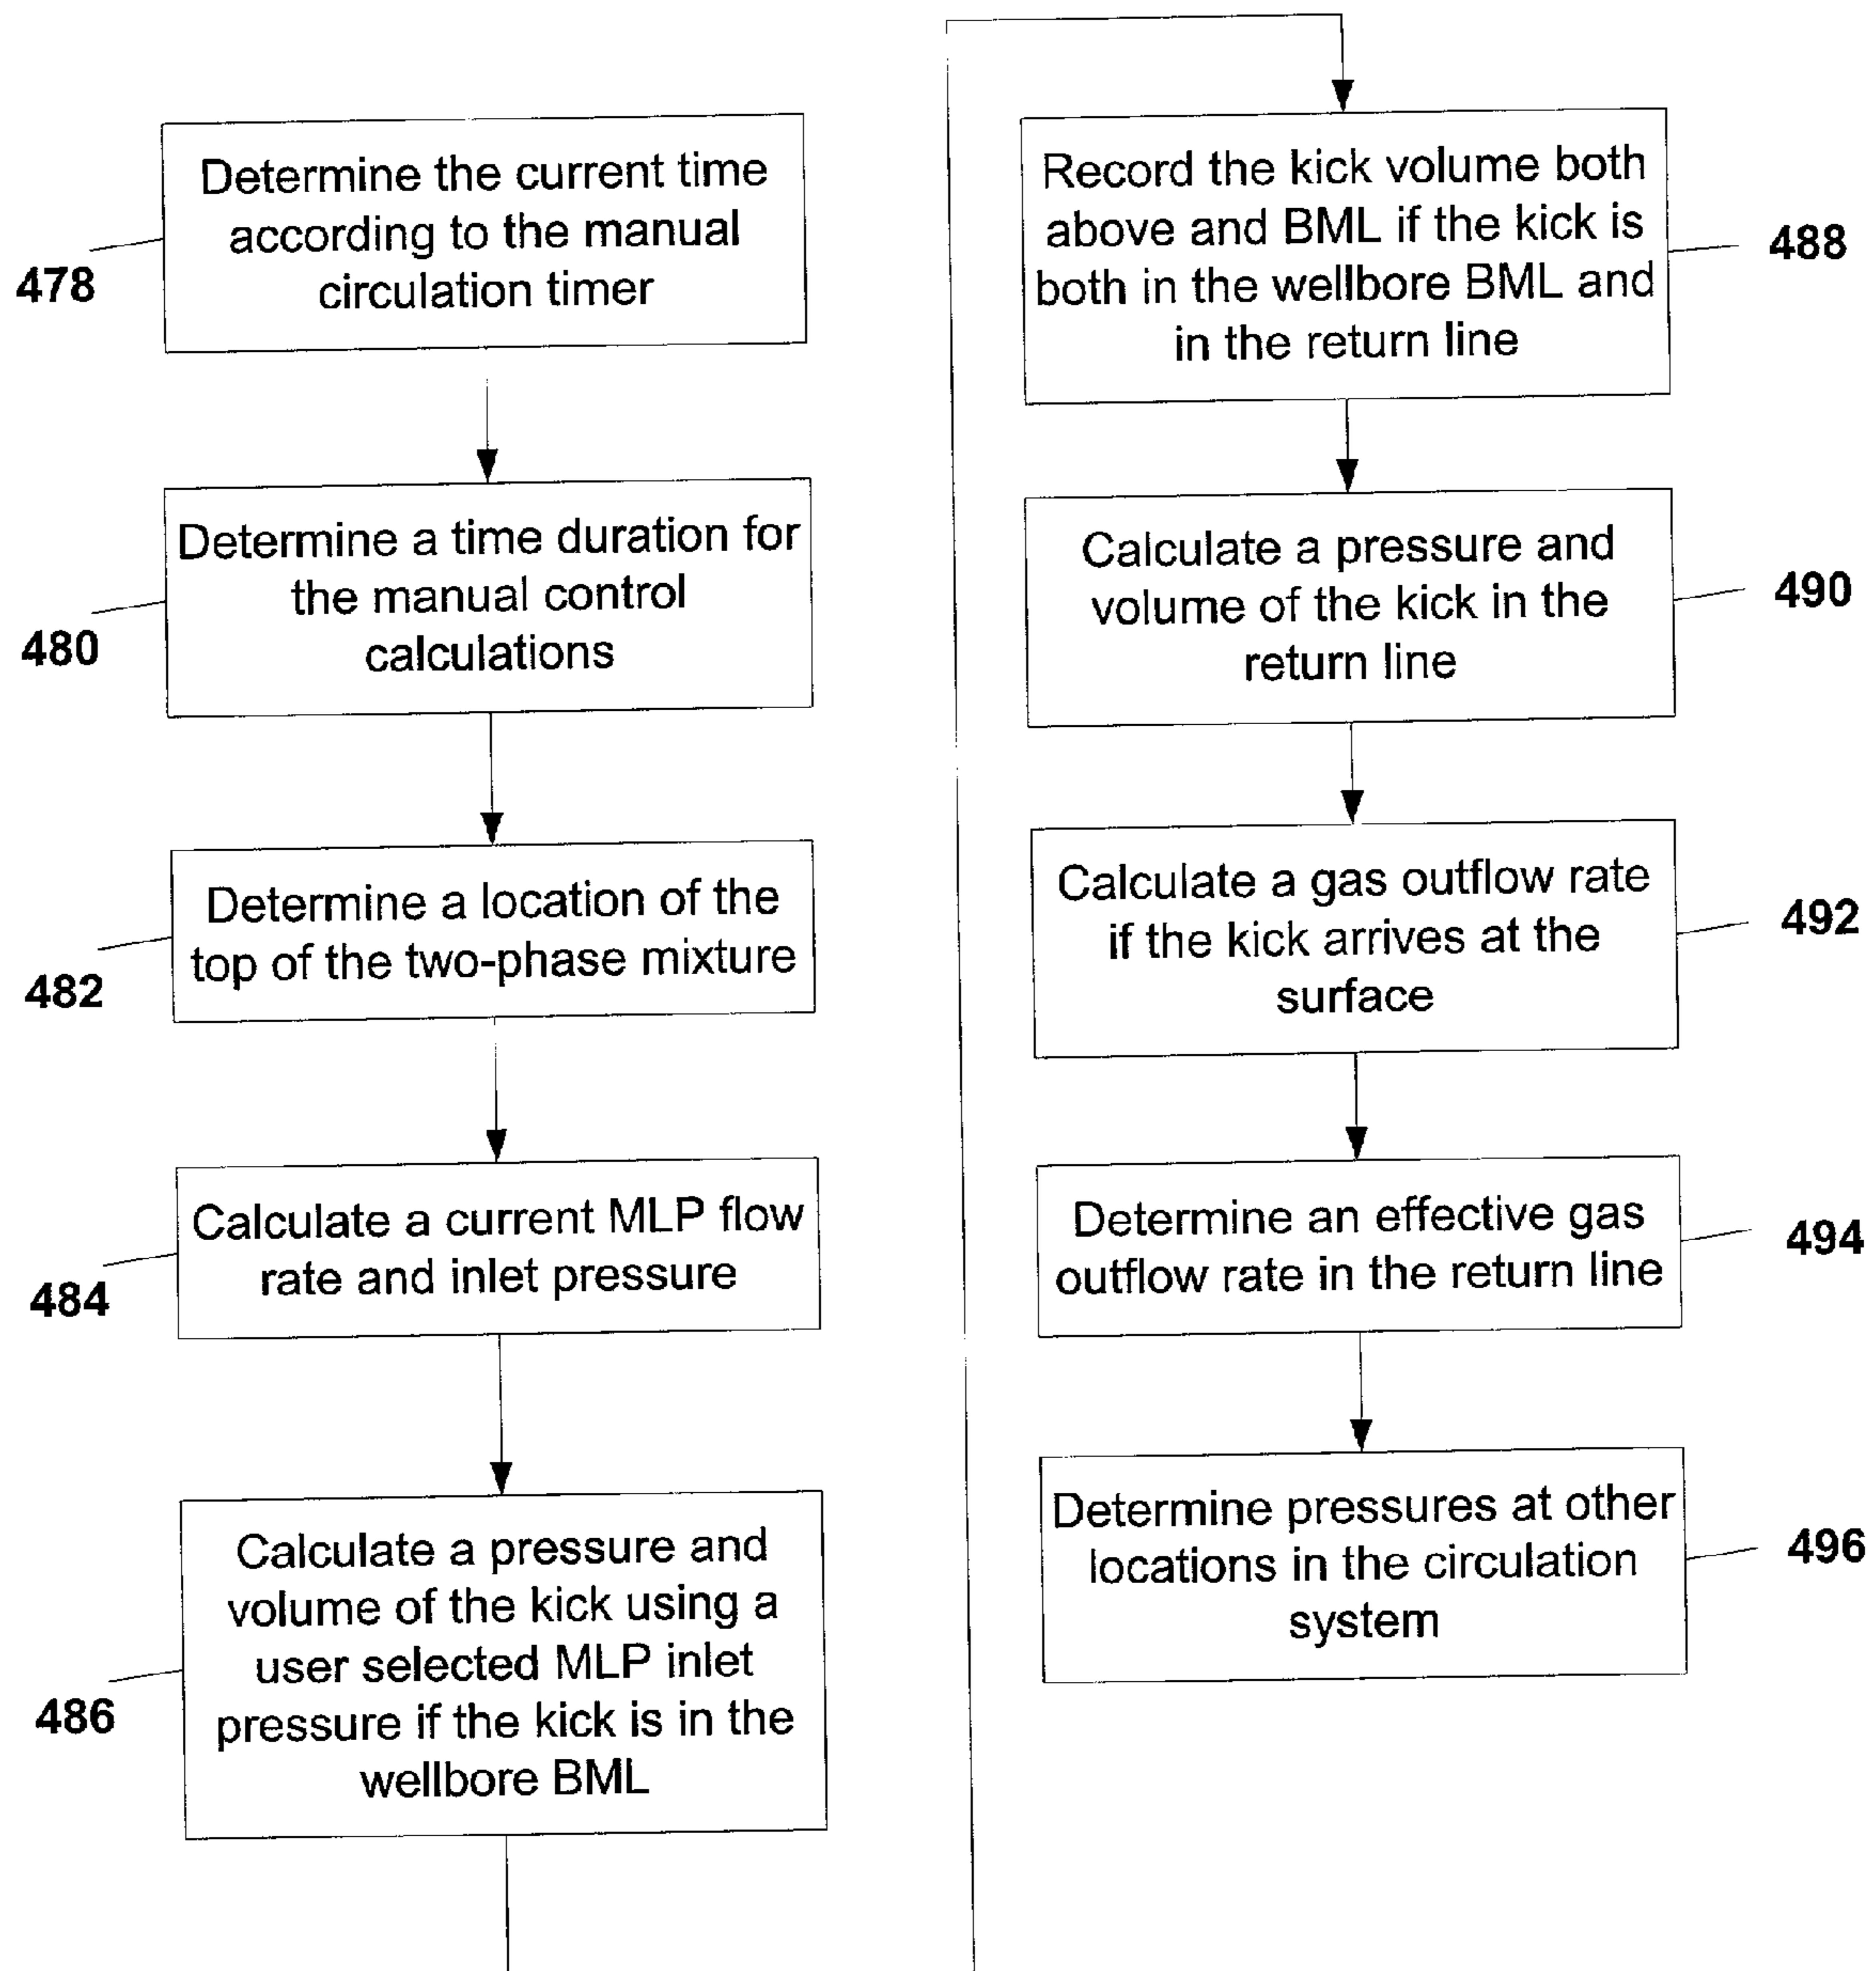 Determine the current time
according to the manual
circulation timer
478
Determine a time duration for
the manual control
calculations
480
Determine a location of the
top of the two-phase mixture
482
Calculate a current MLP flow
rate and inlet pressure
484
Calculate a pressure and
volume of the kick using a
user selected MLP inlet
pressure if the kick is in the
wellbore BML
486
Record the kick volume both
above and BML if the kick is
both in the wellbore BML and
in the return line
488
Calculate a pressure and
volume of the kick in the
return line
490
Calculate a gas outflow rate
if the kick arrives at the
surface
492
Determine an effective gas
outflow rate in the return line
494
Determine pressures at other
locations in the circulation
system
496